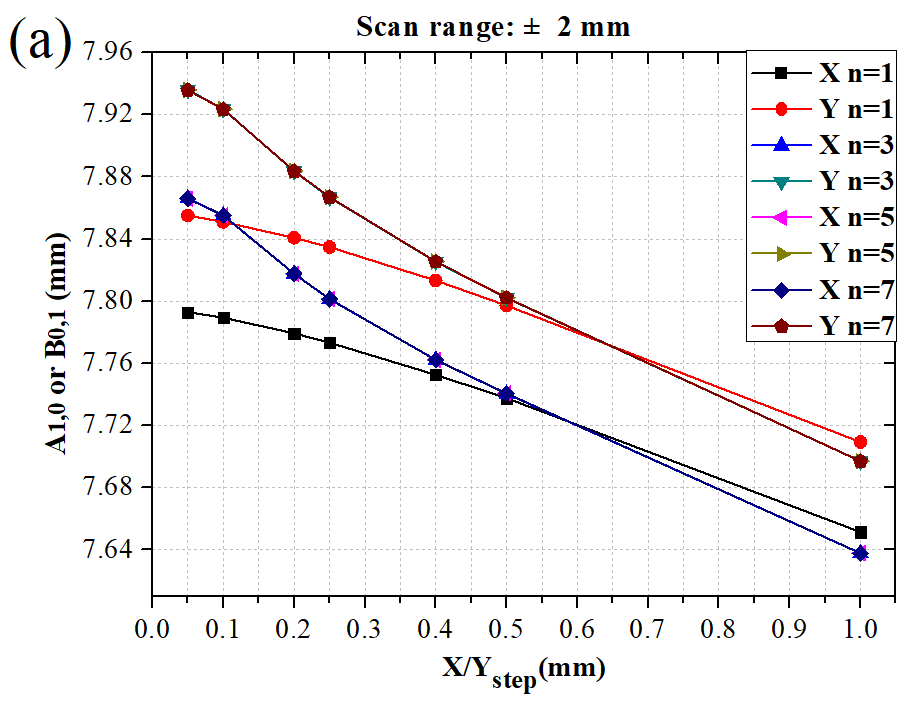 (a)
Scan range: ± 2 mm
7.96
7.92
7.88
7.84
7.80
7.76
7.72
7.68
7.64
A1,0 or B0,1 (mm)
X n=1
Y n=1
X n=3
Y n=3
X n=5
Y n=5
X n=7
Y n=7
0.0 0.1 0.2 0.3 0.4 0.5 0.6 0.7 0.8 0.9 1.0
X/Ystep(mm)